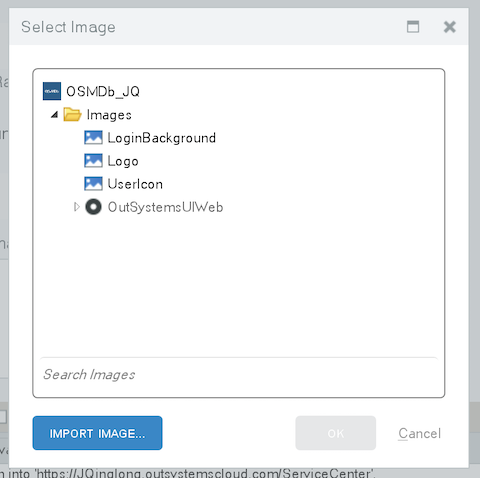 Select Image
OSMDb_JQ
Images
LoginBackground
Logo
UserIcon
OutSystemsUIWeb
Search Images
IMPORT IMAGE...
OK
Cancel
into 'https://JQinglong.outsystemscloud.com/ServiceCenter'.